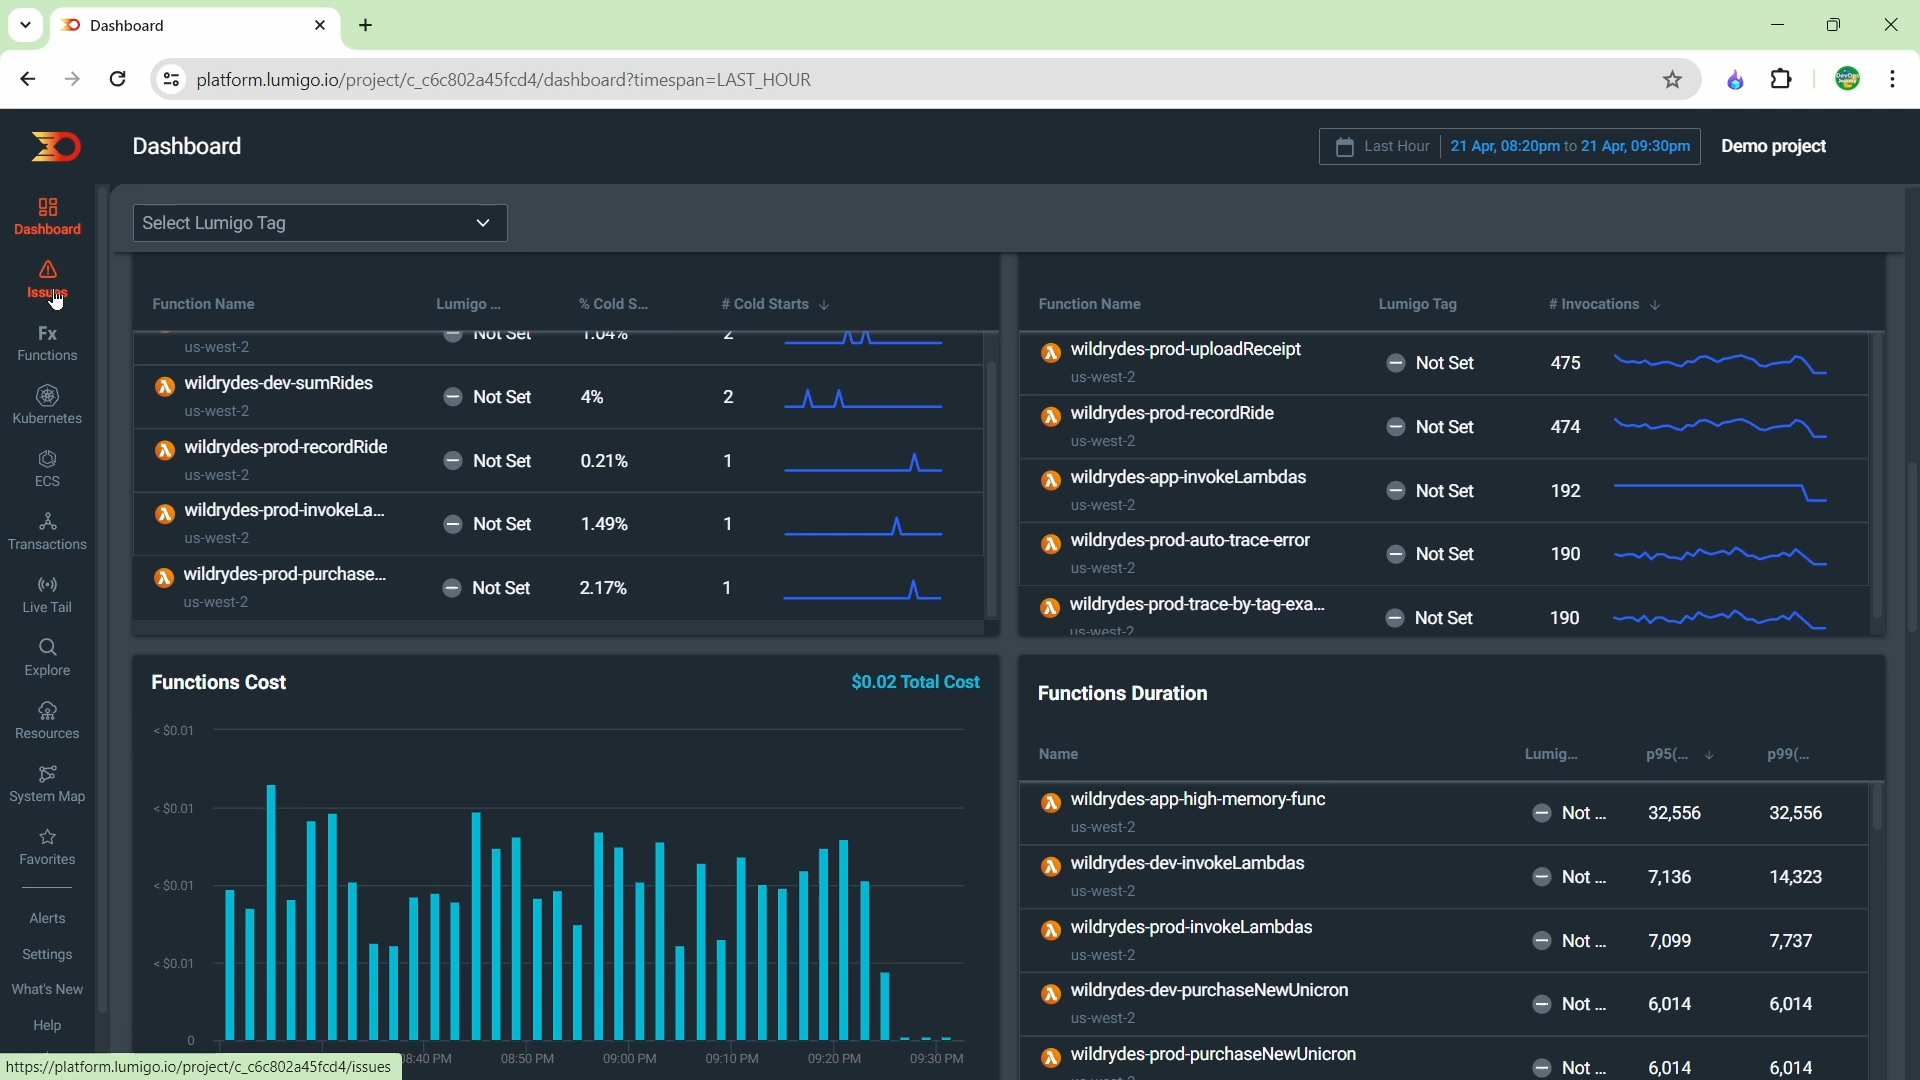 Dashboard
platform.lumigo.io/project/c_c6c802a45fcd4/dashboard?timespan=LAST_HOUR
Dashboard
Last Hour 21 Apr, 08:20pm to 21 Apr, 09:30pm Demo project
Dashboard
Issues
Fx
Functions
Kubernetes
ECS
Transactions
Live Tail
Explore
Resources
System Map
Favorites
Alerts
Settings
What's New
Help
Select Lumigo Tag
Function Name Lumigo ... % Cold S... # Cold Starts
us-west-2 Not Set 1.04% 2
wildrydes-dev-sumRides Not Set 4% 2
us-west-2
wildrydes-prod-recordRide Not Set 0.21% 1
us-west-2
wildrydes-prod-invokeLa... Not Set 1.49% 1
us-west-2
wildrydes-prod-purchase... Not Set 2.17% 1
us-west-2
Function Name Lumigo Tag # Invocations
wildrydes-prod-uploadReceipt Not Set 475
us-west-2
wildrydes-prod-recordRide Not Set 474
us-west-2
wildrydes-app-invokeLambdas Not Set 192
us-west-2
wildrydes-prod-auto-trace-error Not Set 190
us-west-2
wildrydes-prod-trace-by-tag-exa... Not Set 190
us-west-2
Functions Cost $0.02 Total Cost
< $0.01
< $0.01
< $0.01
< $0.01
0
08:40 PM 08:50 PM 09:00 PM 09:10 PM 09:20 PM 09:30 PM
Functions Duration
Name Lumig... p95(... p99(...
wildrydes-app-high-memory-func Not ... 32,556 32,556
us-west-2
wildrydes-dev-invokeLambdas Not ... 7,136 14,323
us-west-2
wildrydes-prod-invokeLambdas Not ... 7,099 7,737
us-west-2
wildrydes-dev-purchaseNewUnicron Not ... 6,014 6,014
us-west-2
wildrydes-prod-purchaseNewUnicron Not ... 6,014 6,014
https://platform.lumigo.io/project/c_c6c802a45fcd4/issues